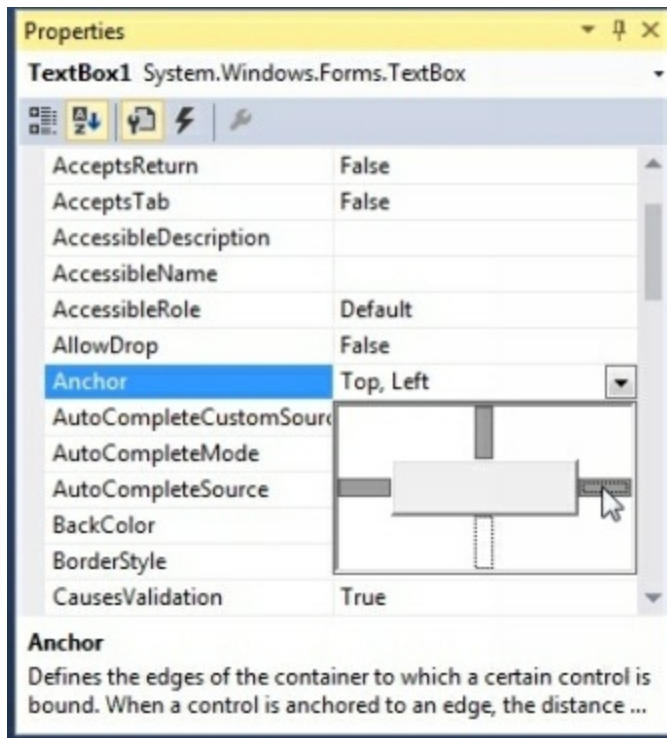 Properties
TextBox1 System.Windows.Forms.TextBox
AcceptsReturn False
AcceptsTab False
AccessibleDescription
AccessibleName
AccessibleRole Default
AllowDrop False
Anchor Top, Left
AutoCompleteCustomSourc
AutoCompleteMode
AutoCompleteSource
BackColor
BorderStyle
CausesValidation True
Anchor
Defines the edges of the container to which a certain control is
bound. When a control is anchored to an edge, the distance ...